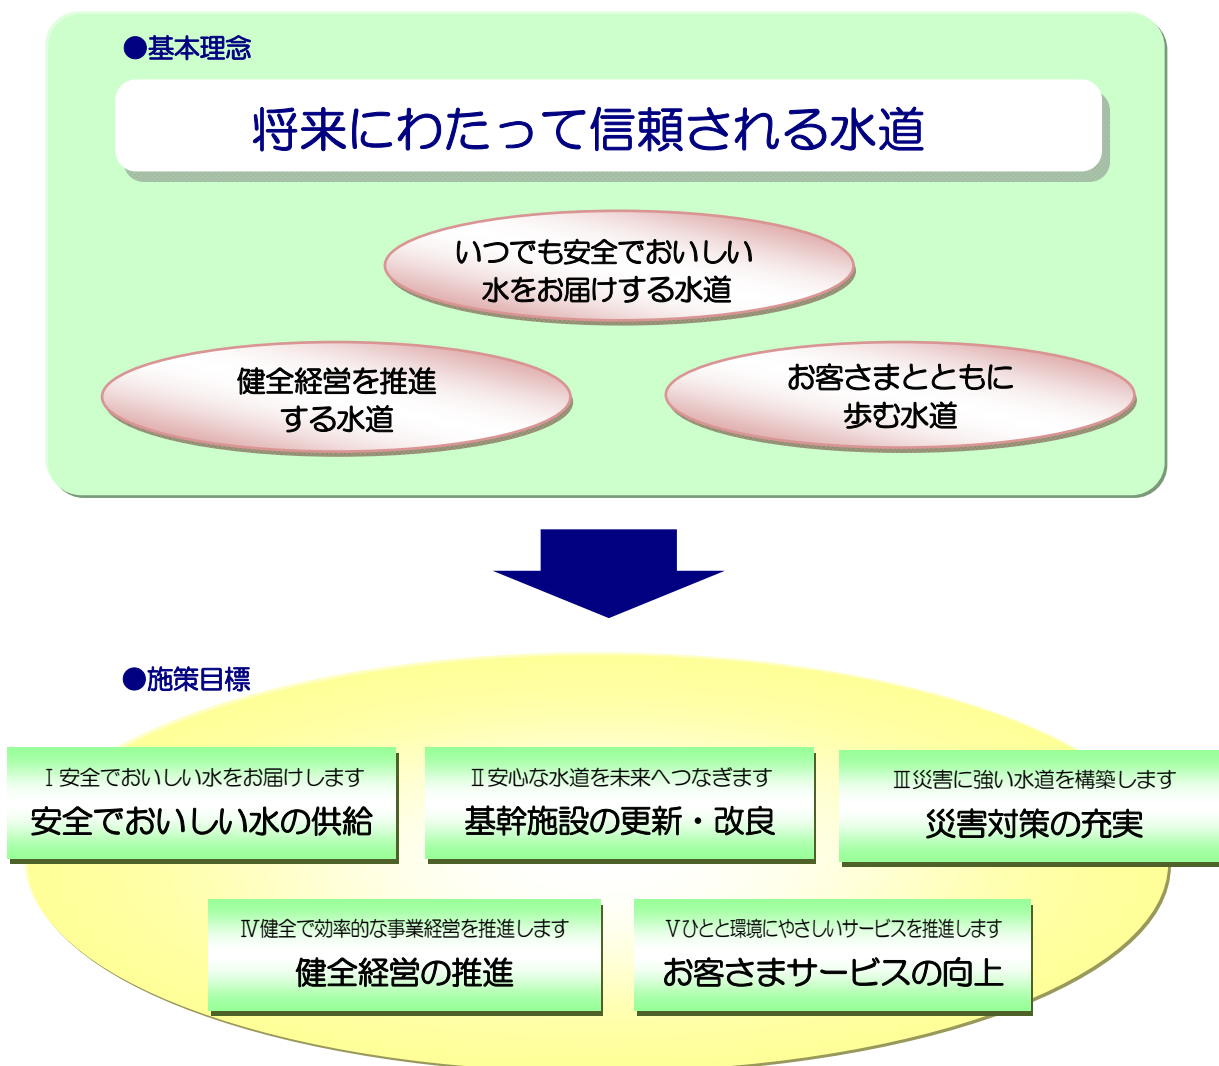 ●基本理念
将来にわたって信頼される水道
いつでも安全でおいしい
水をお届けする水道
健全経営を推進
する水道
お客さまとともに
歩む水道
●施策目標
Ⅰ安全でおいしい水をお届けします
安全でおいしい水の供給
Ⅱ安心な水道を未来へつなぎます
基幹施設の更新・改良
Ⅲ災害に強い水道を構築します
災害対策の充実
Ⅳ健全で効率的な事業経営を推進します
健全経営の推進
Ⅴひとと環境にやさしいサービスを推進します
お客さまサービスの向上